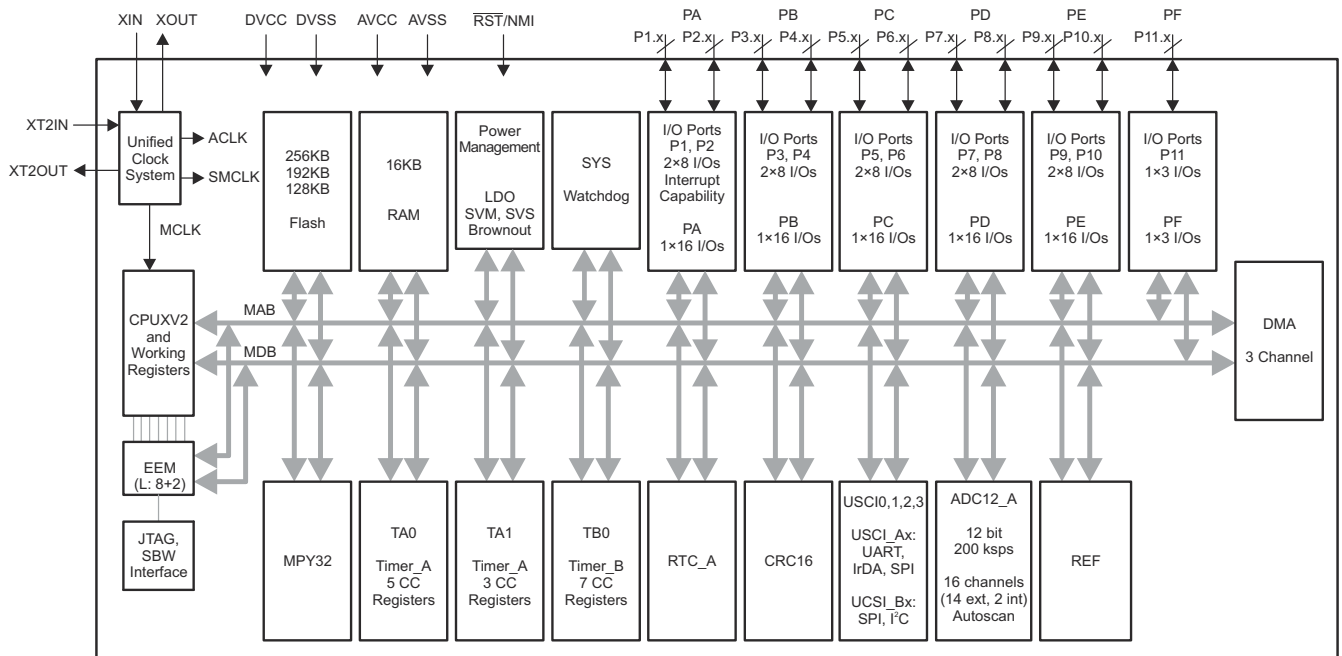 XIN XOUT DVCC DVSS AVCC AVSS RST/NMI
PA PB PC PD PE PF
P1.x P2.x P3.x P4.x P5.x P6.x P7.x P8.x P9.x P10.x P11.x
XT2IN
XT2OUT
Unified
Clock
System
ACLK
SMCLK
MCLK
256KB
192KB
128KB
Flash
16KB
RAM
Power
Management
LDO
SVM, SVS
Brownout
SYS
Watchdog
I/O Ports
P1, P2
2×8 I/Os
Interrupt
Capability
PA
1×16 I/Os
I/O Ports
P3, P4
2×8 I/Os
PB
1×16 I/Os
I/O Ports
P5, P6
2×8 I/Os
PC
1×16 I/Os
I/O Ports
P7, P8
2×8 I/Os
PD
1×16 I/Os
I/O Ports
P9, P10
2×8 I/Os
PE
1×16 I/Os
I/O Ports
P11
1×3 I/Os
PF
1×3 I/Os
CPUXV2
and
Working
Registers
MAB
MDB
DMA
3 Channel
EEM
(L: 8+2)
JTAG,
SBW
Interface
MPY32
TA0
Timer_A
5 CC
Registers
TA1
Timer_A
3 CC
Registers
TB0
Timer_B
7 CC
Registers
RTC_A
CRC16
USCI0,1,2,3
USCI_Ax:
UART,
IrDA, SPI
UCSI_Bx:
SPI, I²C
ADC12_A
12 bit
200 ksps
16 channels
(14 ext, 2 int)
Autoscan
REF